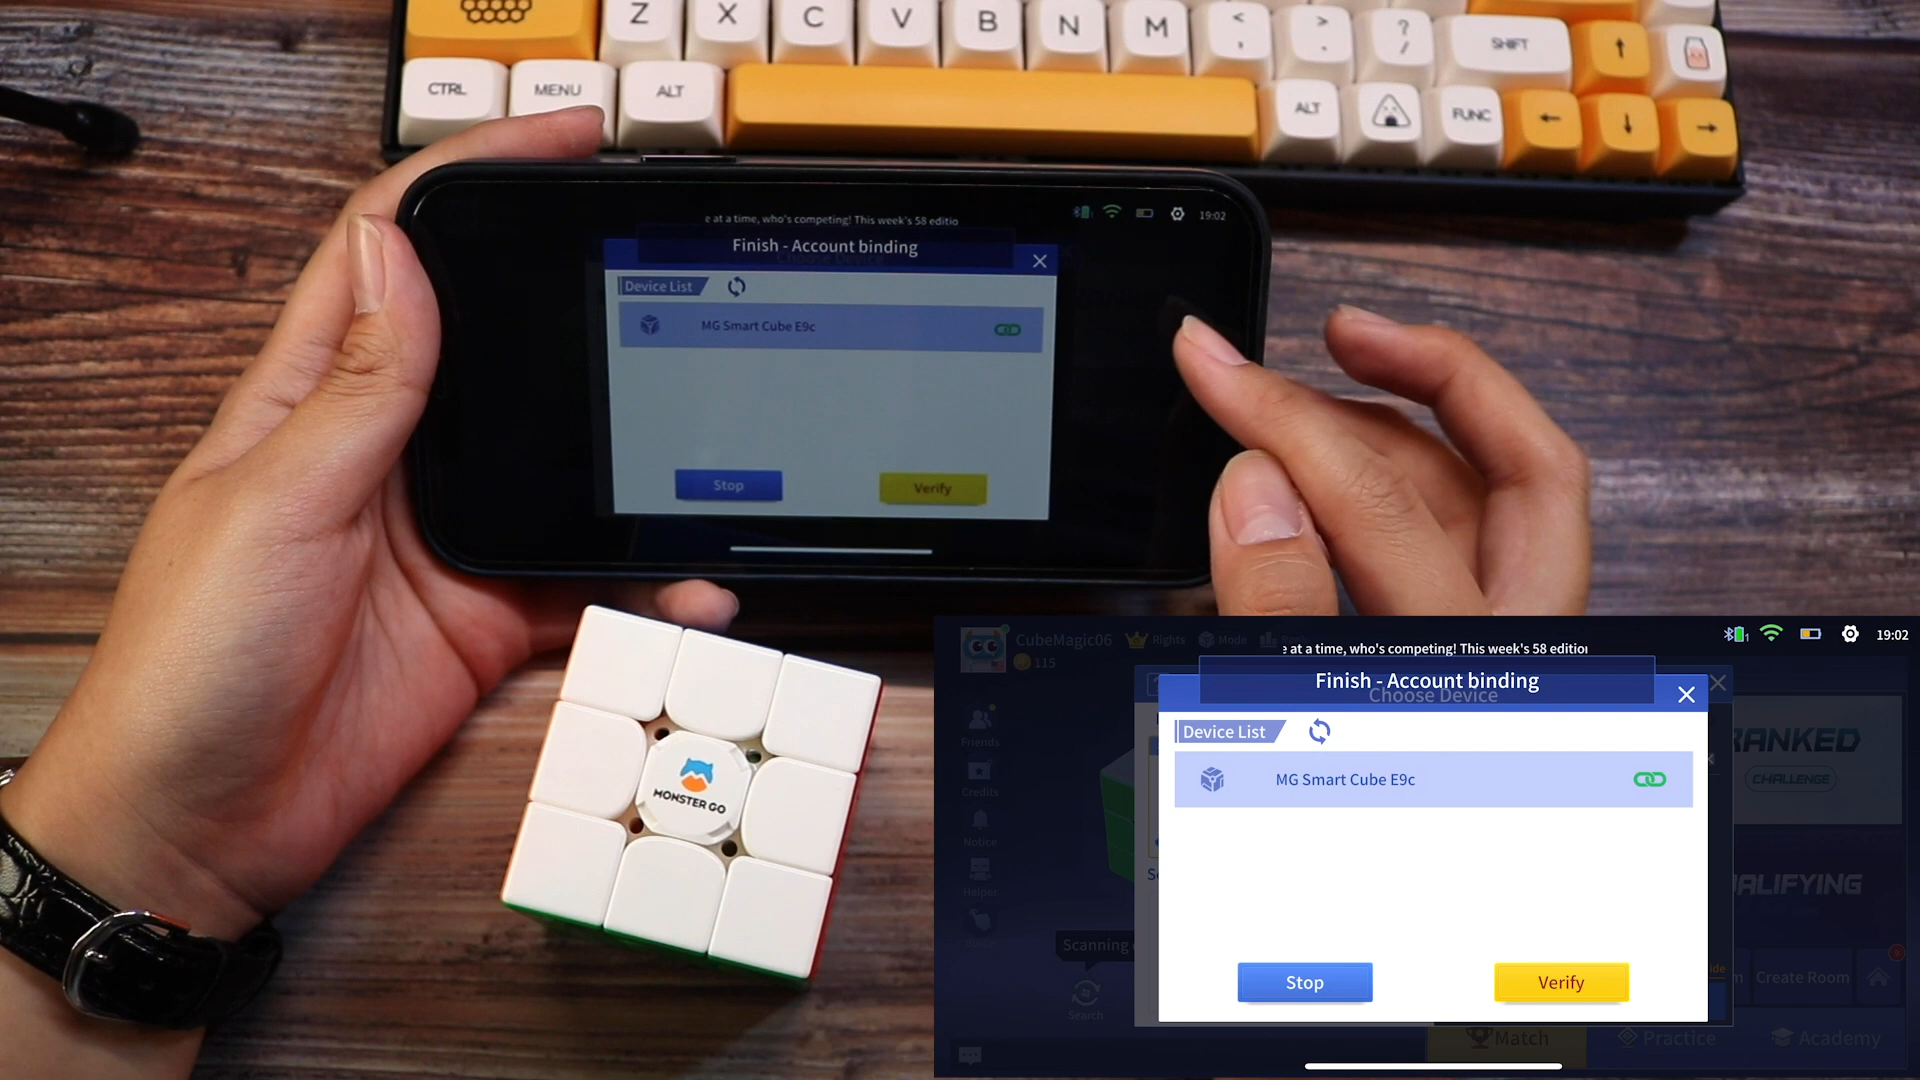 Z X C V B N M < , > . ? / SHIFT ↑
CTRL MENU ALT ALT FUNC ← ↓ →
e at a time, who's competing! This week's 58 editio
19:02
Finish - Account binding
Device List
MG Smart Cube E9c
Stop
Verify
MONSTER GO
CubeMagic06
Rights
Mode
115
e at a time, who's competing! This week's 58 edition
1
19:02
Finish - Account binding
Choose Device
Device List
MG Smart Cube E9c
Stop
Verify
Friends
Credits
Notice
Helper
Scanning
Search
RANKED
CHALLENGE
ALIFYING
Create Room
Match
Practice
Academy